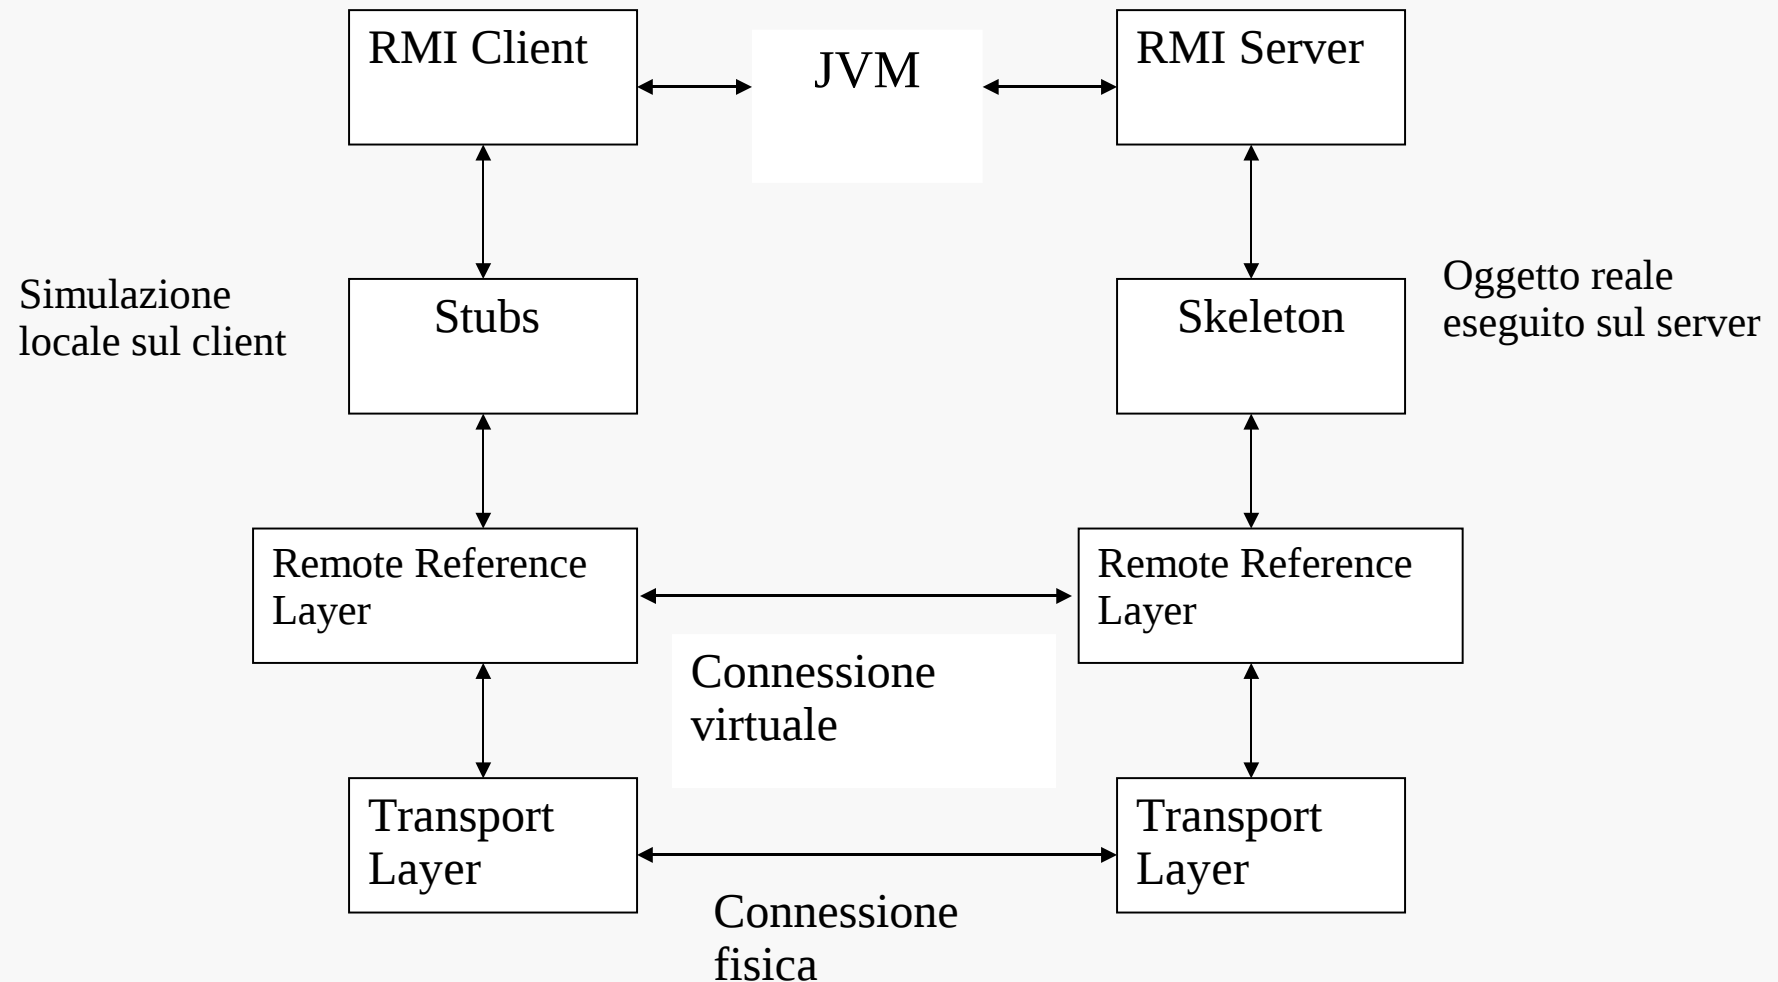 RMI Client
JVM
RMI Server
Simulazione
locale sul client
Stubs
Skeleton
Oggetto reale
eseguito sul server
Remote Reference
Layer
Remote Reference
Layer
Connessione
virtuale
Transport
Layer
Transport
Layer
Connessione
fisica